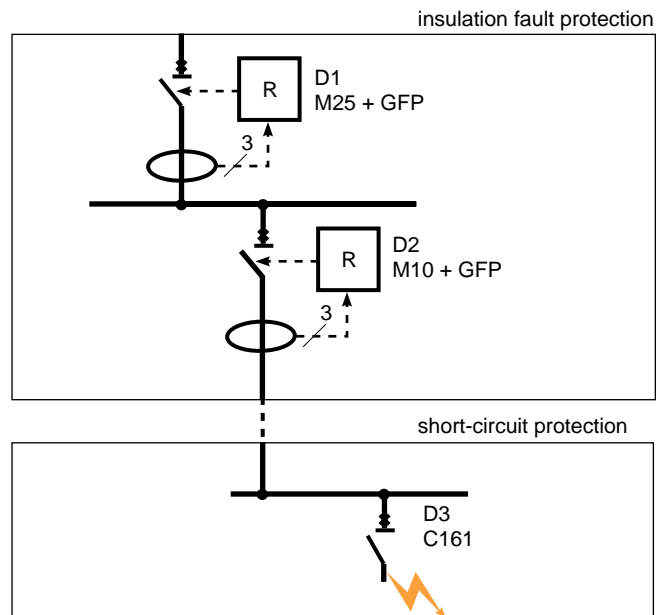 insulation fault protection
R
D1
M25 + GFP
3
R
D2
M10 + GFP
3
short-circuit protection
D3
C161